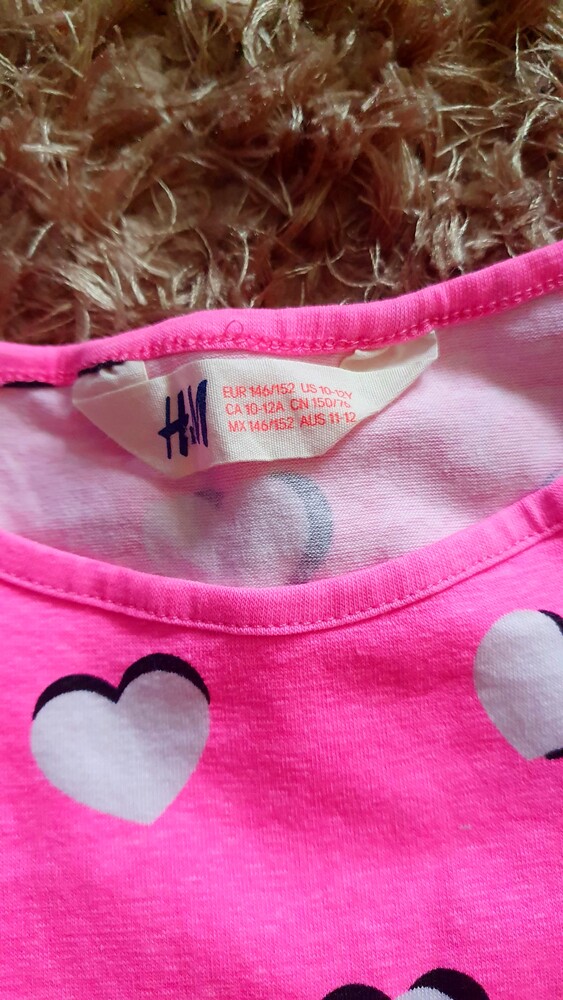 H&M
EUR 146/152 US 10-12Y
CA 10-12A CN 150/76
MX 146/152 AUS 11-12